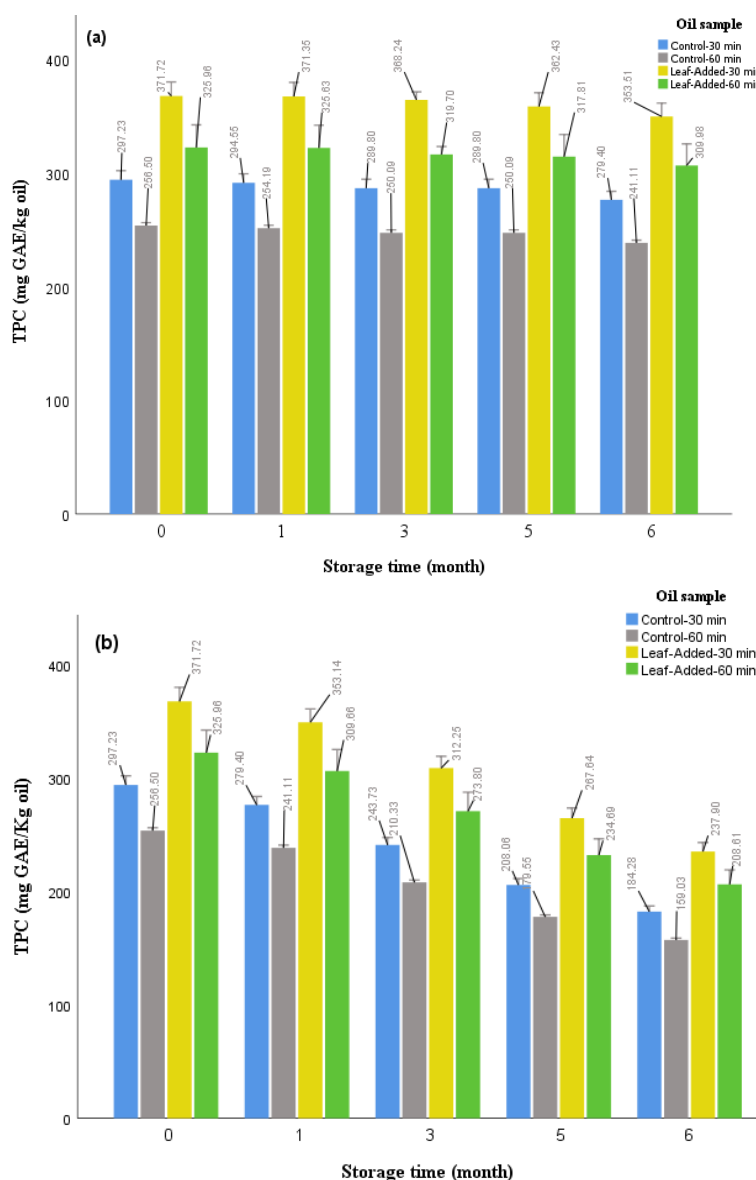 (a)
Oil sample
Control-30 min
Control-60 min
Leaf-Added-30 min
Leaf-Added-60 min
TPC (mg GAE/kg oil)
400
300
200
100
0
297.23
256.50
371.72
325.96
294.55
254.19
371.35
325.63
289.80
250.09
368.24
319.70
289.80
250.09
362.43
317.81
279.40
241.11
353.51
309.98
0 1 3 5 6
Storage time (month)
(b)
Oil sample
Control-30 min
Control-60 min
Leaf-Added-30 min
Leaf-Added-60 min
TPC (mg GAE/Kg oil)
400
300
200
100
0
297.23
256.50
371.72
325.96
279.40
241.11
353.14
309.66
243.73
210.33
312.25
273.80
208.06
79.55
267.64
234.69
184.28
159.03
237.90
208.61
0 1 3 5 6
Storage time (month)